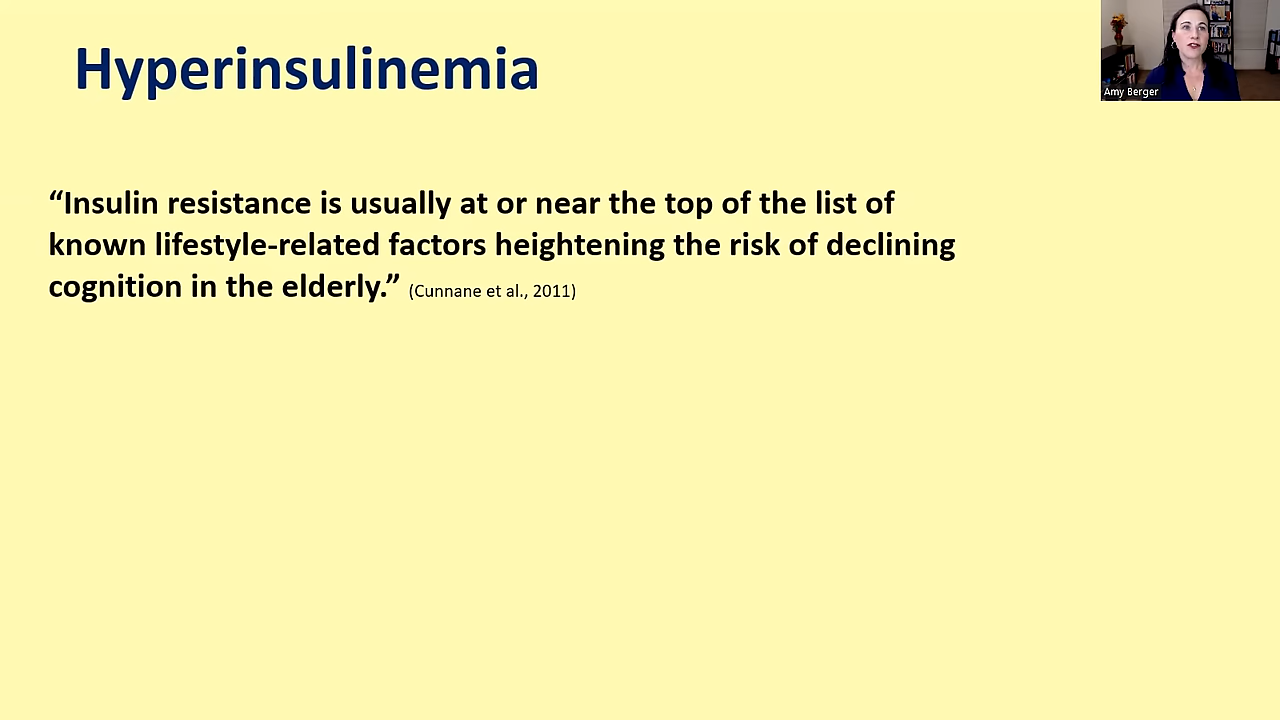 Hyperinsulinemia
Amy Berger
“Insulin resistance is usually at or near the top of the list of
known lifestyle-related factors heightening the risk of declining
cognition in the elderly.” (Cunnane et al., 2011)